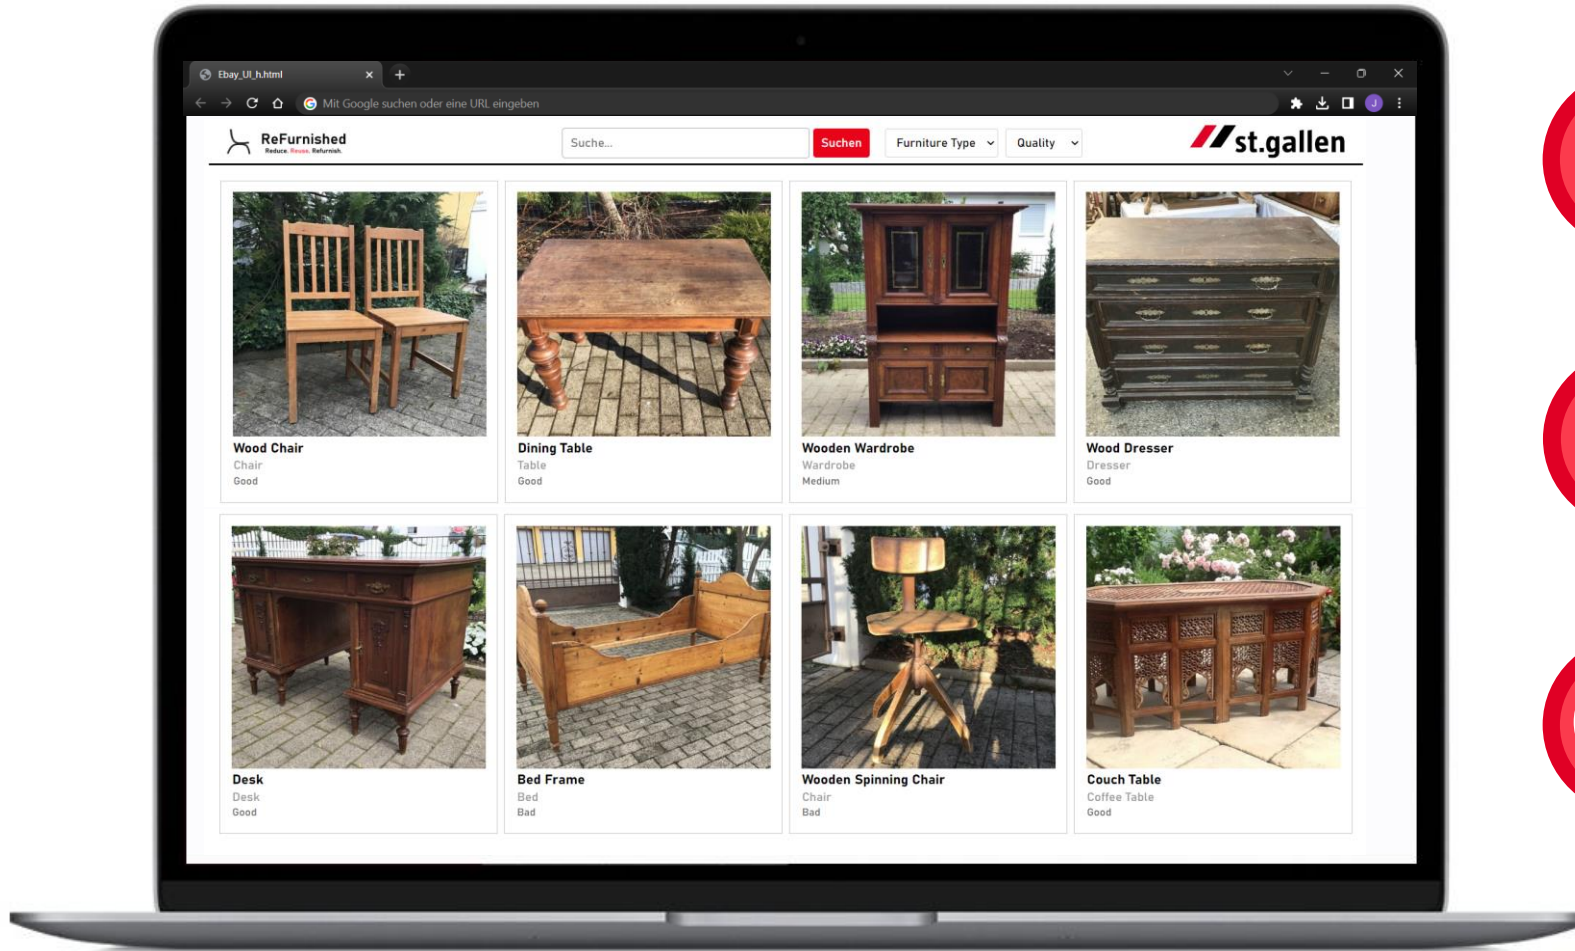 Ebay_UI_h.html
Mit Google suchen oder eine URL eingeben
J
ReFurnished
Reduce. Reuse. Refurnish.
Suche...
Suchen
Furniture Type
Quality
st.gallen
Wood Chair
Chair
Good
Dining Table
Table
Good
Wooden Wardrobe
Wardrobe
Medium
Wood Dresser
Dresser
Good
Desk
Desk
Good
Bed Frame
Bed
Bad
Wooden Spinning Chair
Chair
Bad
Couch Table
Coffee Table
Good